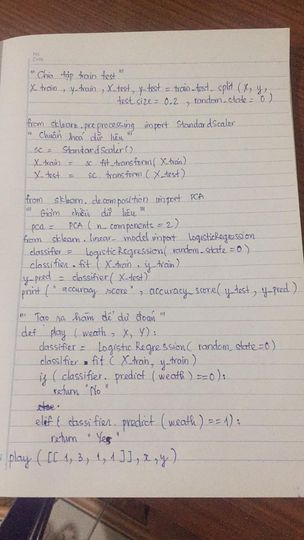 "Chia tập train test"
X_train, y_train, X_test, y_test = train_test_split (x, y,
test_size = 0.2, random_state = 0)
from sklearn.preprocessing import StandardScaler
"Chuẩn hoá dữ liệu"
sc = StandardScaler()
X_train = sc fit_transform (X_train)
X_test = sc. transform (X_test)
from sklearn.decomposition import PCA
"Giảm chiều dữ liệu"
pca = PCA (n_components = 2)
from sklearn.linear_model import LogisticRegression
classifier = LogisticRegression( random_state=0)
classifier.fit (X_train, y_train)
y_pred = classifier (X_test)
print ("accuracy score", accuracy_score(y_test, y_pred)
"Tạo ra hàm để dự đoán"
def play (weath, X, Y):
classifier = Logistic Regression ( random_state=0)
classifier.fit ( X_train, y_train)
if ( classifier. predict (weath) ==0):
return "No"
else:
elif ( classifier. predict (weath) ==1):
return "Yes"
play ( [[ 1, 3, 1, 1 ]], x, y )